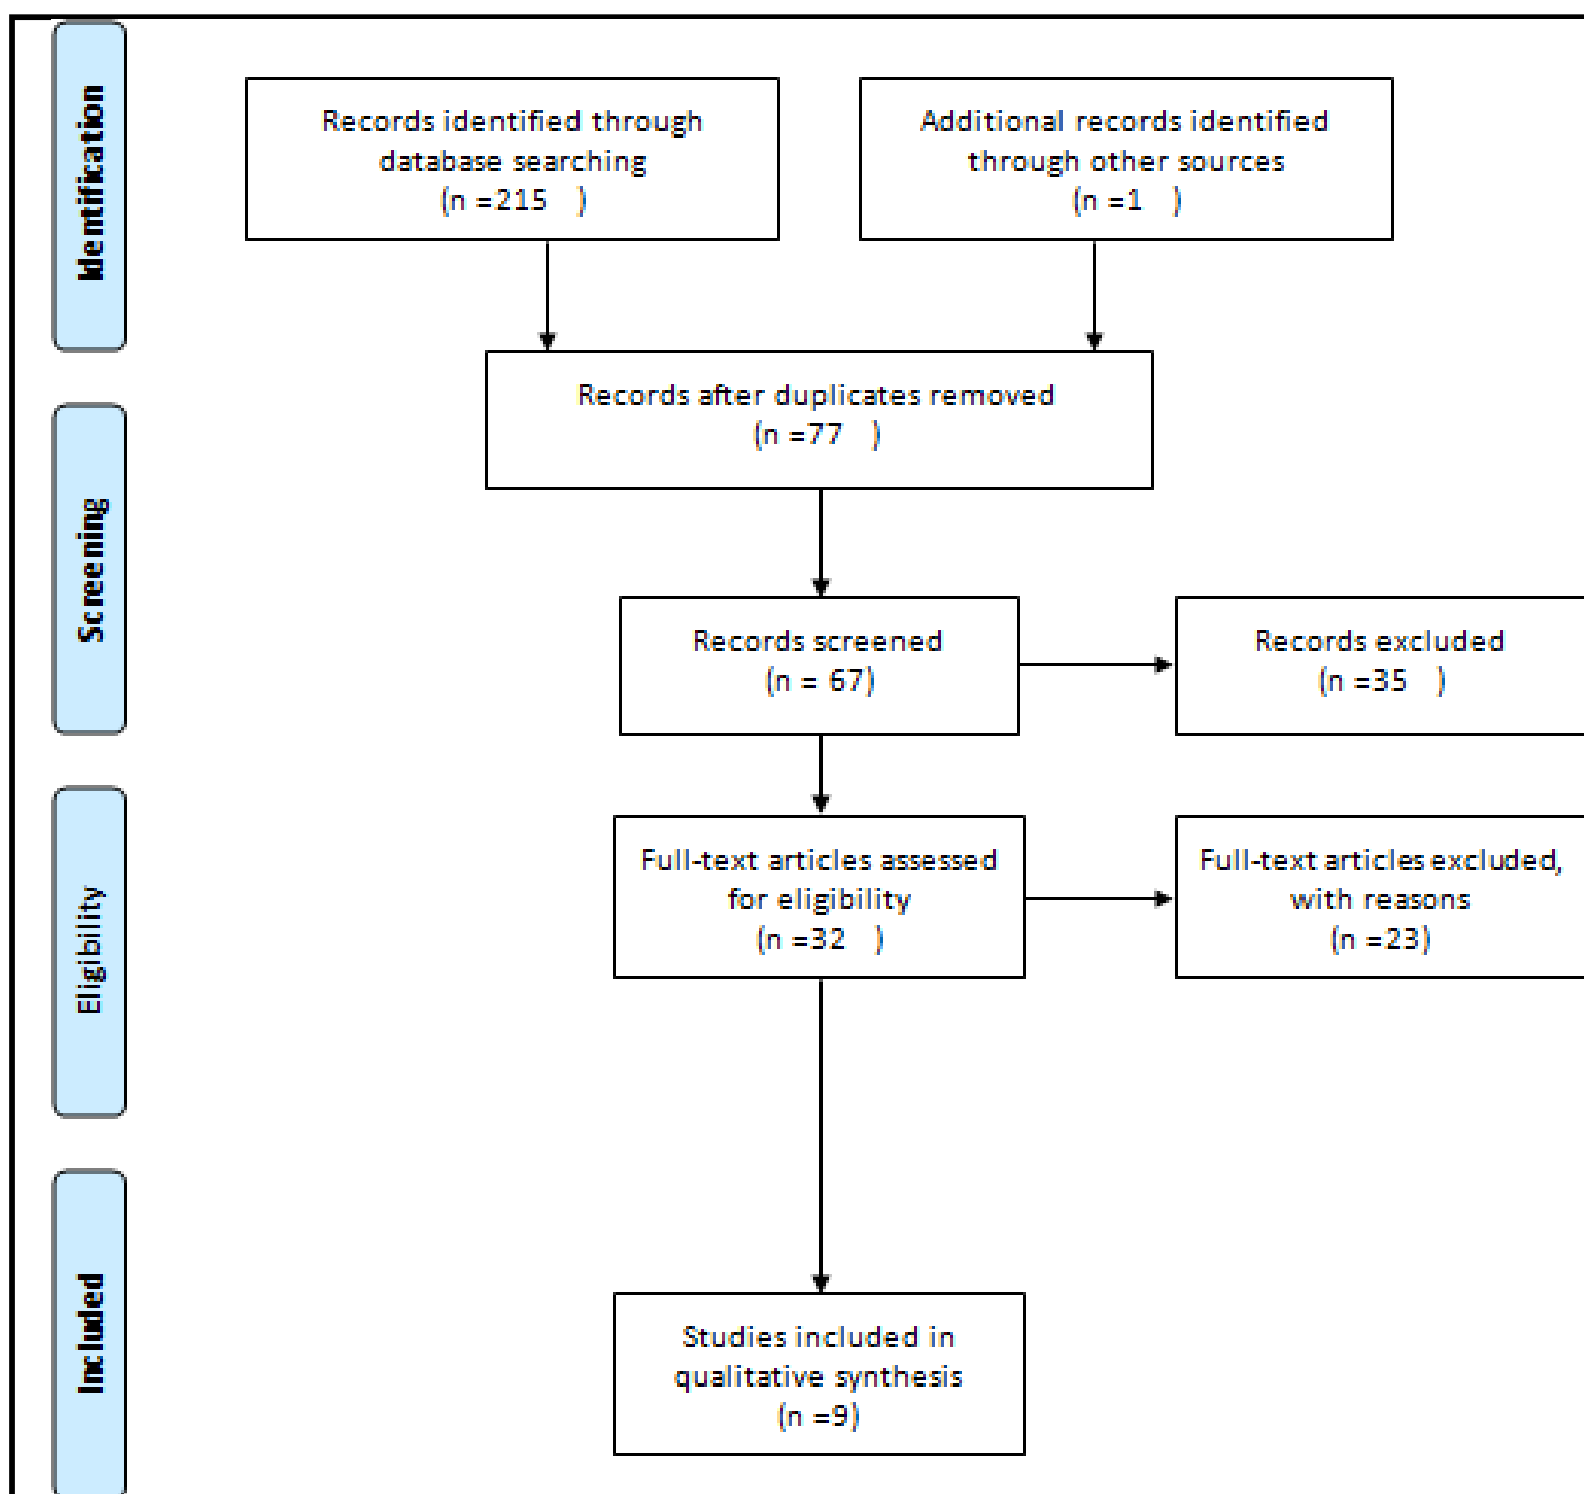 Identification
Records identified through
database searching
(n =215   )
Additional records identified
through other sources
(n =1   )
Records after duplicates removed
(n =77   )
Screening
Records screened
(n = 67)
Records excluded
(n =35   )
Eligibility
Full-text articles assessed
for eligibility
(n =32   )
Full-text articles excluded,
with reasons
(n =23)
Included
Studies included in
qualitative synthesis
(n =9)